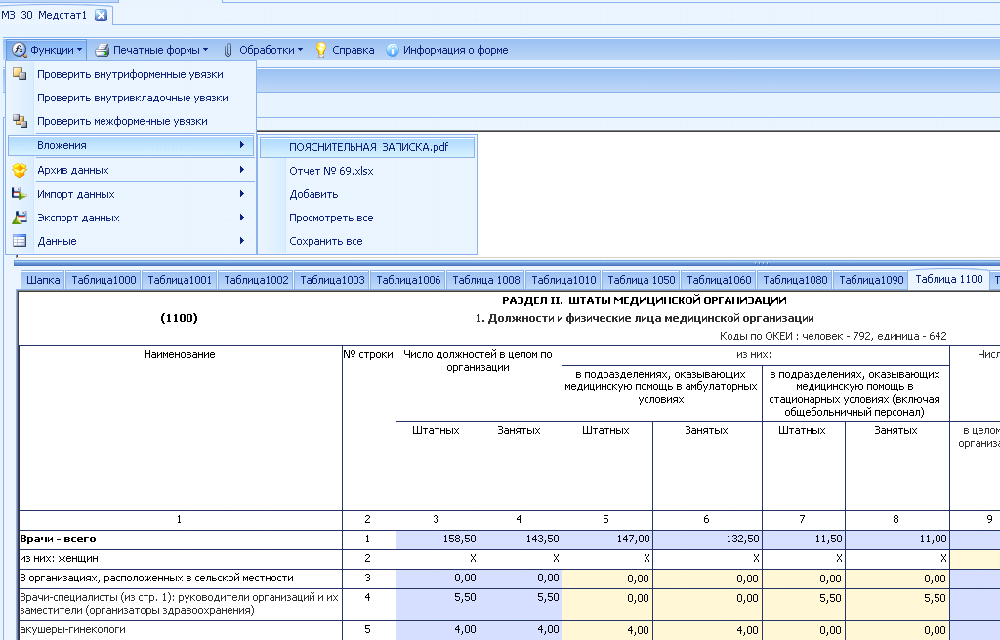 МЗ_30_Медстат1
Функции Печатные формы Обработки Справка Информация о форме
Проверить внутриформенные увязки
Проверить внутривкладочные увязки
Проверить межформенные увязки
Вложения
Архив данных
Импорт данных
Экспорт данных
Данные
ПОЯСНИТЕЛЬНАЯ ЗАПИСКА.pdf
Отчет № 69.xlsx
Добавить
Просмотреть все
Сохранить все
Шапка Таблица1000 Таблица1001 Таблица1002 Таблица1003 Таблица1006 Таблица 1008 Таблица1010 Таблица 1050 Таблица1060 Таблица1080 Таблица1090 Таблица 1100
РАЗДЕЛ II. ШТАТЫ МЕДИЦИНСКОЙ ОРГАНИЗАЦИИ
(1100) 1. Должности и физические лица медицинской организации
Коды по ОКЕИ : человек - 792, единица - 642
Наименование
№ строки
Число должностей в целом по
организации
из них:
в подразделениях, оказывающих
медицинскую помощь в амбулаторных
условиях
в подразделениях, оказывающих
медицинскую помощь в
стационарных условиях (включая
общебольничный персонал)
Штатных Занятых Штатных Занятых Штатных Занятых
1 2 3 4 5 6 7 8 9
Врачи - всего 1 158,50 143,50 147,00 132,50 11,50 11,00
из них: женщин 2 X X X X X X
В организациях, расположенных в сельской местности 3 0,00 0,00 0,00 0,00 0,00 0,00
Врачи-специалисты (из стр. 1): руководители организаций и их 4 5,50 5,50 0,00 0,00 5,50 5,50
заместители (организаторы здравоохранения)
акушеры-гинекологи 5 4,00 4,00 4,00 4,00 0,00 0,00